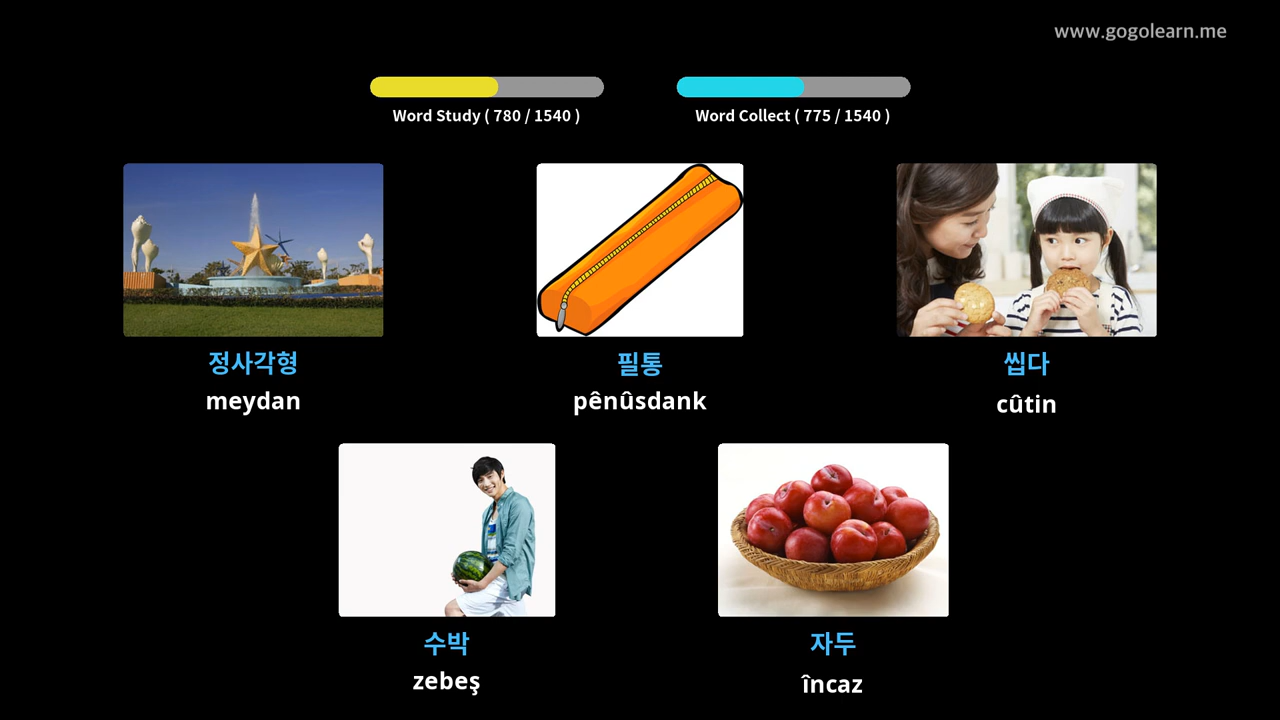 www.gogolearn.me
Word Study ( 780 / 1540 )
Word Collect ( 775 / 1540 )
정사각형
meydan
필통
pênûsdank
씹다
cûtin
수박
zebeş
자두
încaz